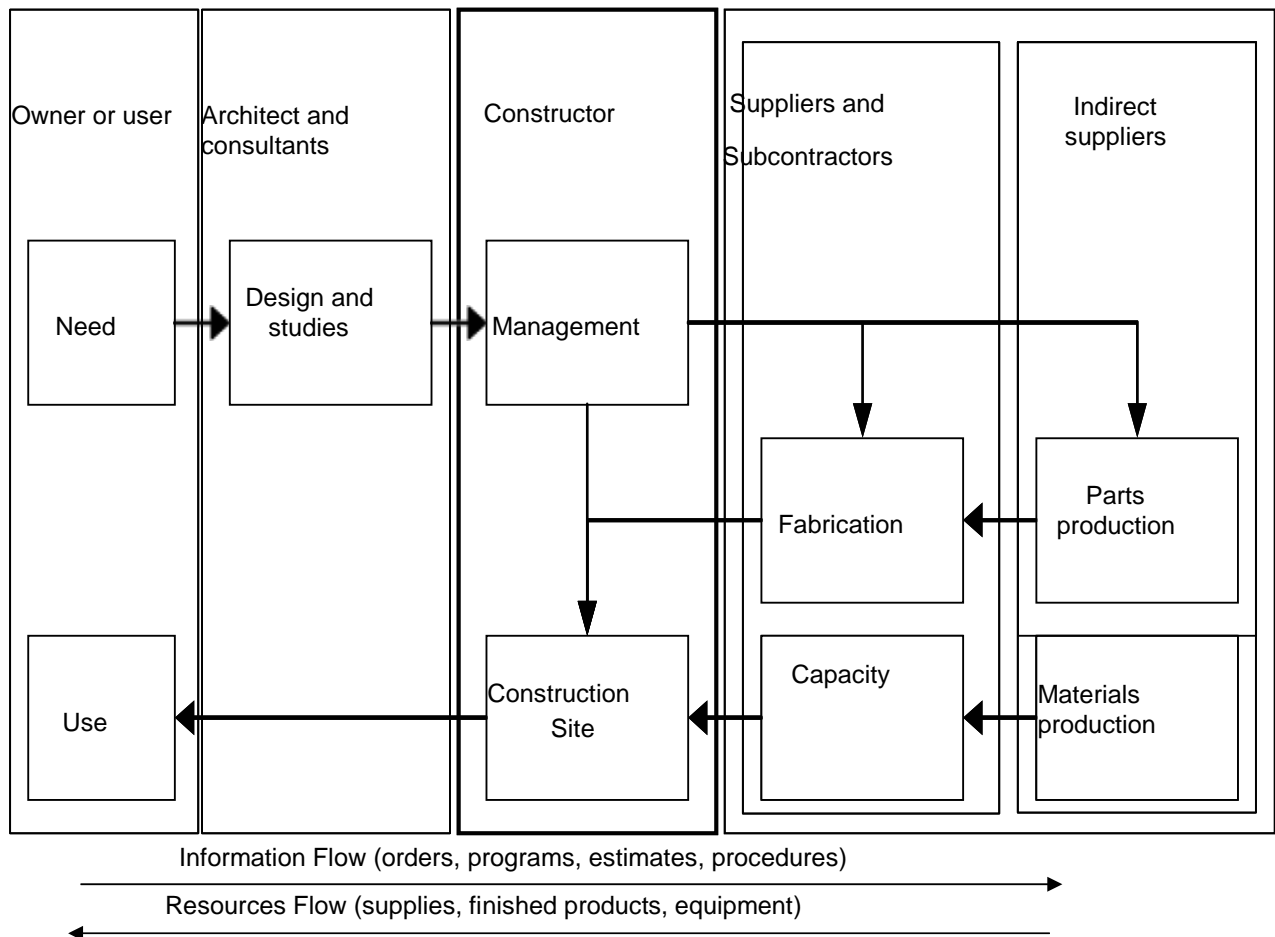 Owner or user
Architect and
consultants
Constructor
Suppliers and
Subcontractors
Indirect
suppliers
Need
Design and
studies
Management
Fabrication
Parts
production
Use
Construction
Site
Capacity
Materials
production
Information Flow (orders, programs, estimates, procedures)
Resources Flow (supplies, finished products, equipment)